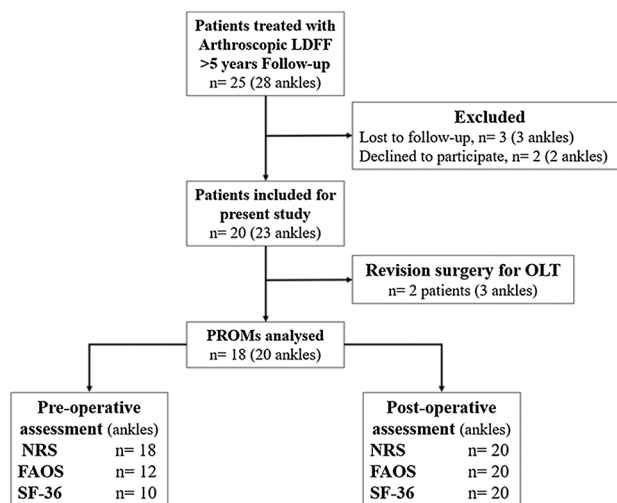 Patients treated with
Arthroscopic LDFF
>5 years Follow-up
n= 25 (28 ankles)
Excluded
Lost to follow-up, n= 3 (3 ankles)
Declined to participate, n= 2 (2 ankles)
Patients included for
present study
n= 20 (23 ankles)
Revision surgery for OLT
n= 2 patients (3 ankles)
PROMs analysed
n= 18 (20 ankles)
Pre-operative
assessment (ankles)
NRS n= 18
FAOS n= 12
SF-36 n= 10
Post-operative
assessment (ankles)
NRS n= 20
FAOS n= 20
SF-36 n= 20